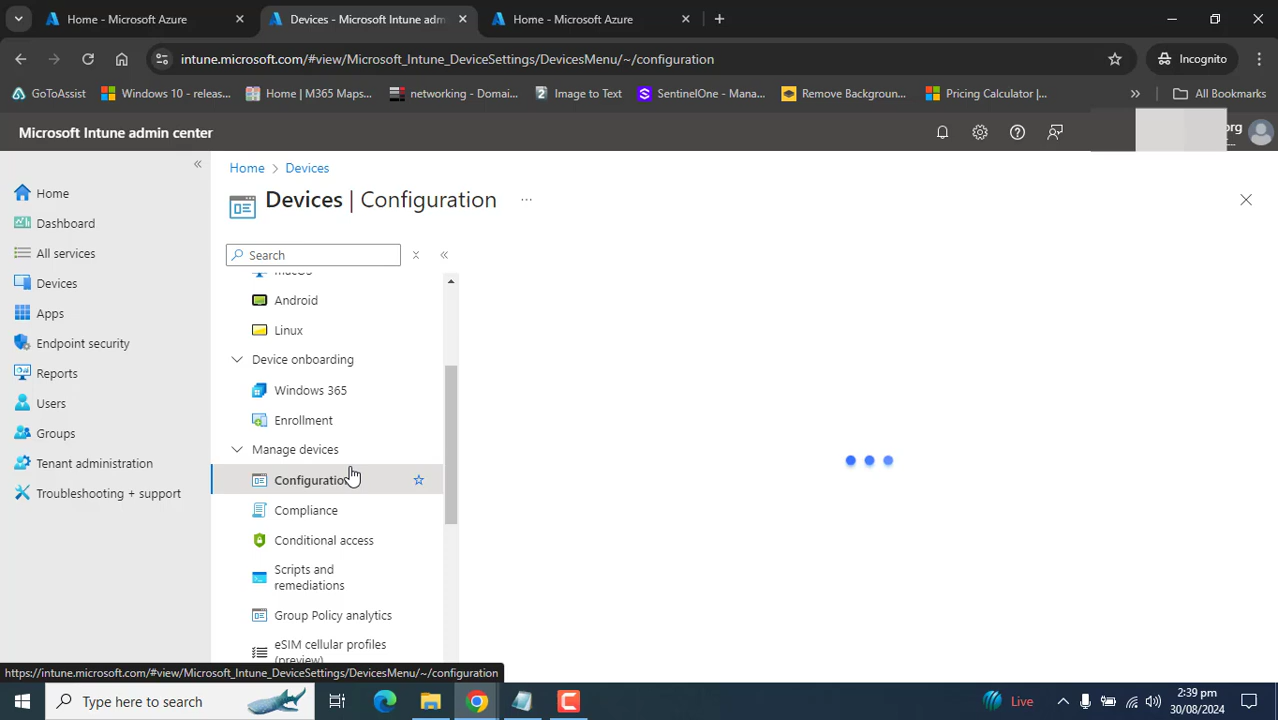 Home - Microsoft Azure
Devices - Microsoft Intune adm
Home - Microsoft Azure
intune.microsoft.com/#view/Microsoft_Intune_DeviceSettings/DevicesMenu/~/configuration
Incognito
GoToAssist
Windows 10 - releas...
Home | M365 Maps...
networking - Domai...
Image to Text
SentinelOne - Mana...
Remove Backgroun...
Pricing Calculator |...
»
All Bookmarks
Microsoft Intune admin center
org
Home
Dashboard
All services
Devices
Apps
Endpoint security
Reports
Users
Groups
Tenant administration
Troubleshooting + support
Home > Devices
Devices | Configuration
...
Search
macOS
Android
Linux
Device onboarding
Windows 365
Enrollment
Manage devices
Configuration
Compliance
Conditional access
Scripts and
remediations
Group Policy analytics
eSIM cellular profiles
(preview)
https://intune.microsoft.com/#view/Microsoft_Intune_DeviceSettings/DevicesMenu/~/configuration
Type here to search
Live
2:39 pm
30/08/2024